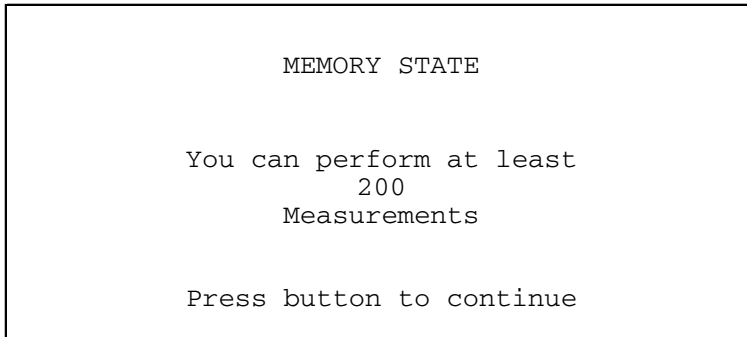 MEMORY STATE
You can perform at least
200
Measurements
Press button to continue